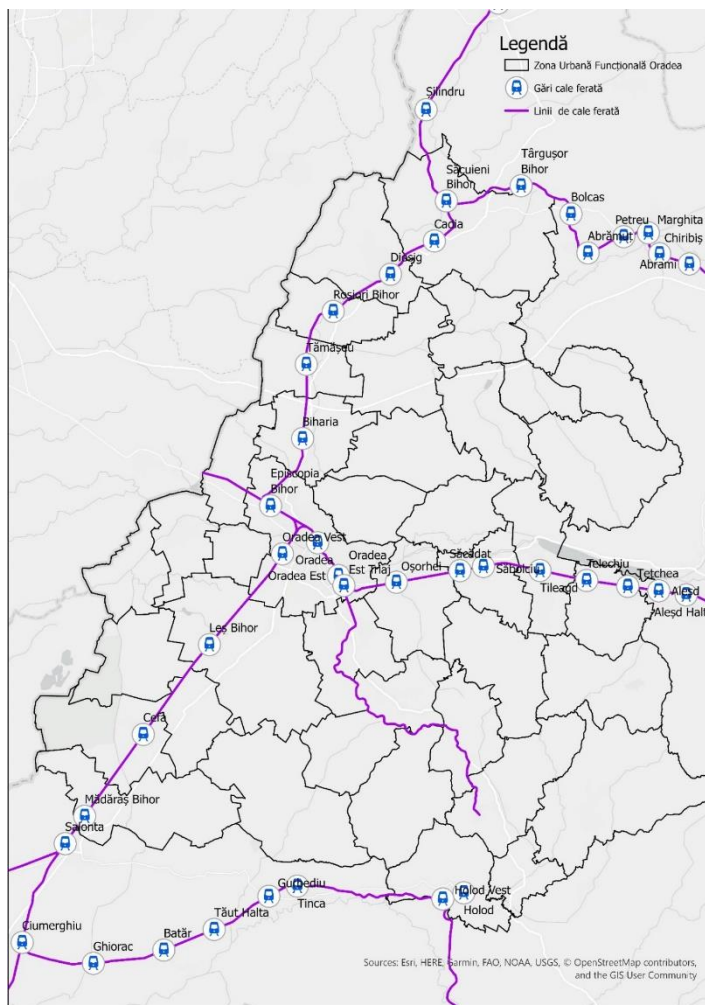 Legendă
Zona Urbană Funcțională Oradea
Gări cale ferată
Linii de cale ferată
Silindru
Târgușor
Bihor
Săcuieni
Bihor
Bolcas
Petreu
Marghita
Cadia
Abrămuț
Chiribiș
Abrami
Diosig
Roșiori Bihor
Tămășeu
Biharia
Episcopia
Bihor
Oradea Vest
Oradea
Oradea Est
Oradea
Est Triaj
Oșorhei
Săcădat
Săbolciu
Tileagd
Telechiu
Țețchea
Aleșd
Aleșd Halt
Leș Bihor
Cefa
Mădăraș Bihor
Salonta
Gurbediu
Tinca
Holod Vest
Holod
Tăut Halta
Ciumerghiu
Batăr
Ghiorac
Sources: Esri, HERE, Garmin, FAO, NOAA, USGS, © OpenStreetMap contributors,
and the GIS User Community